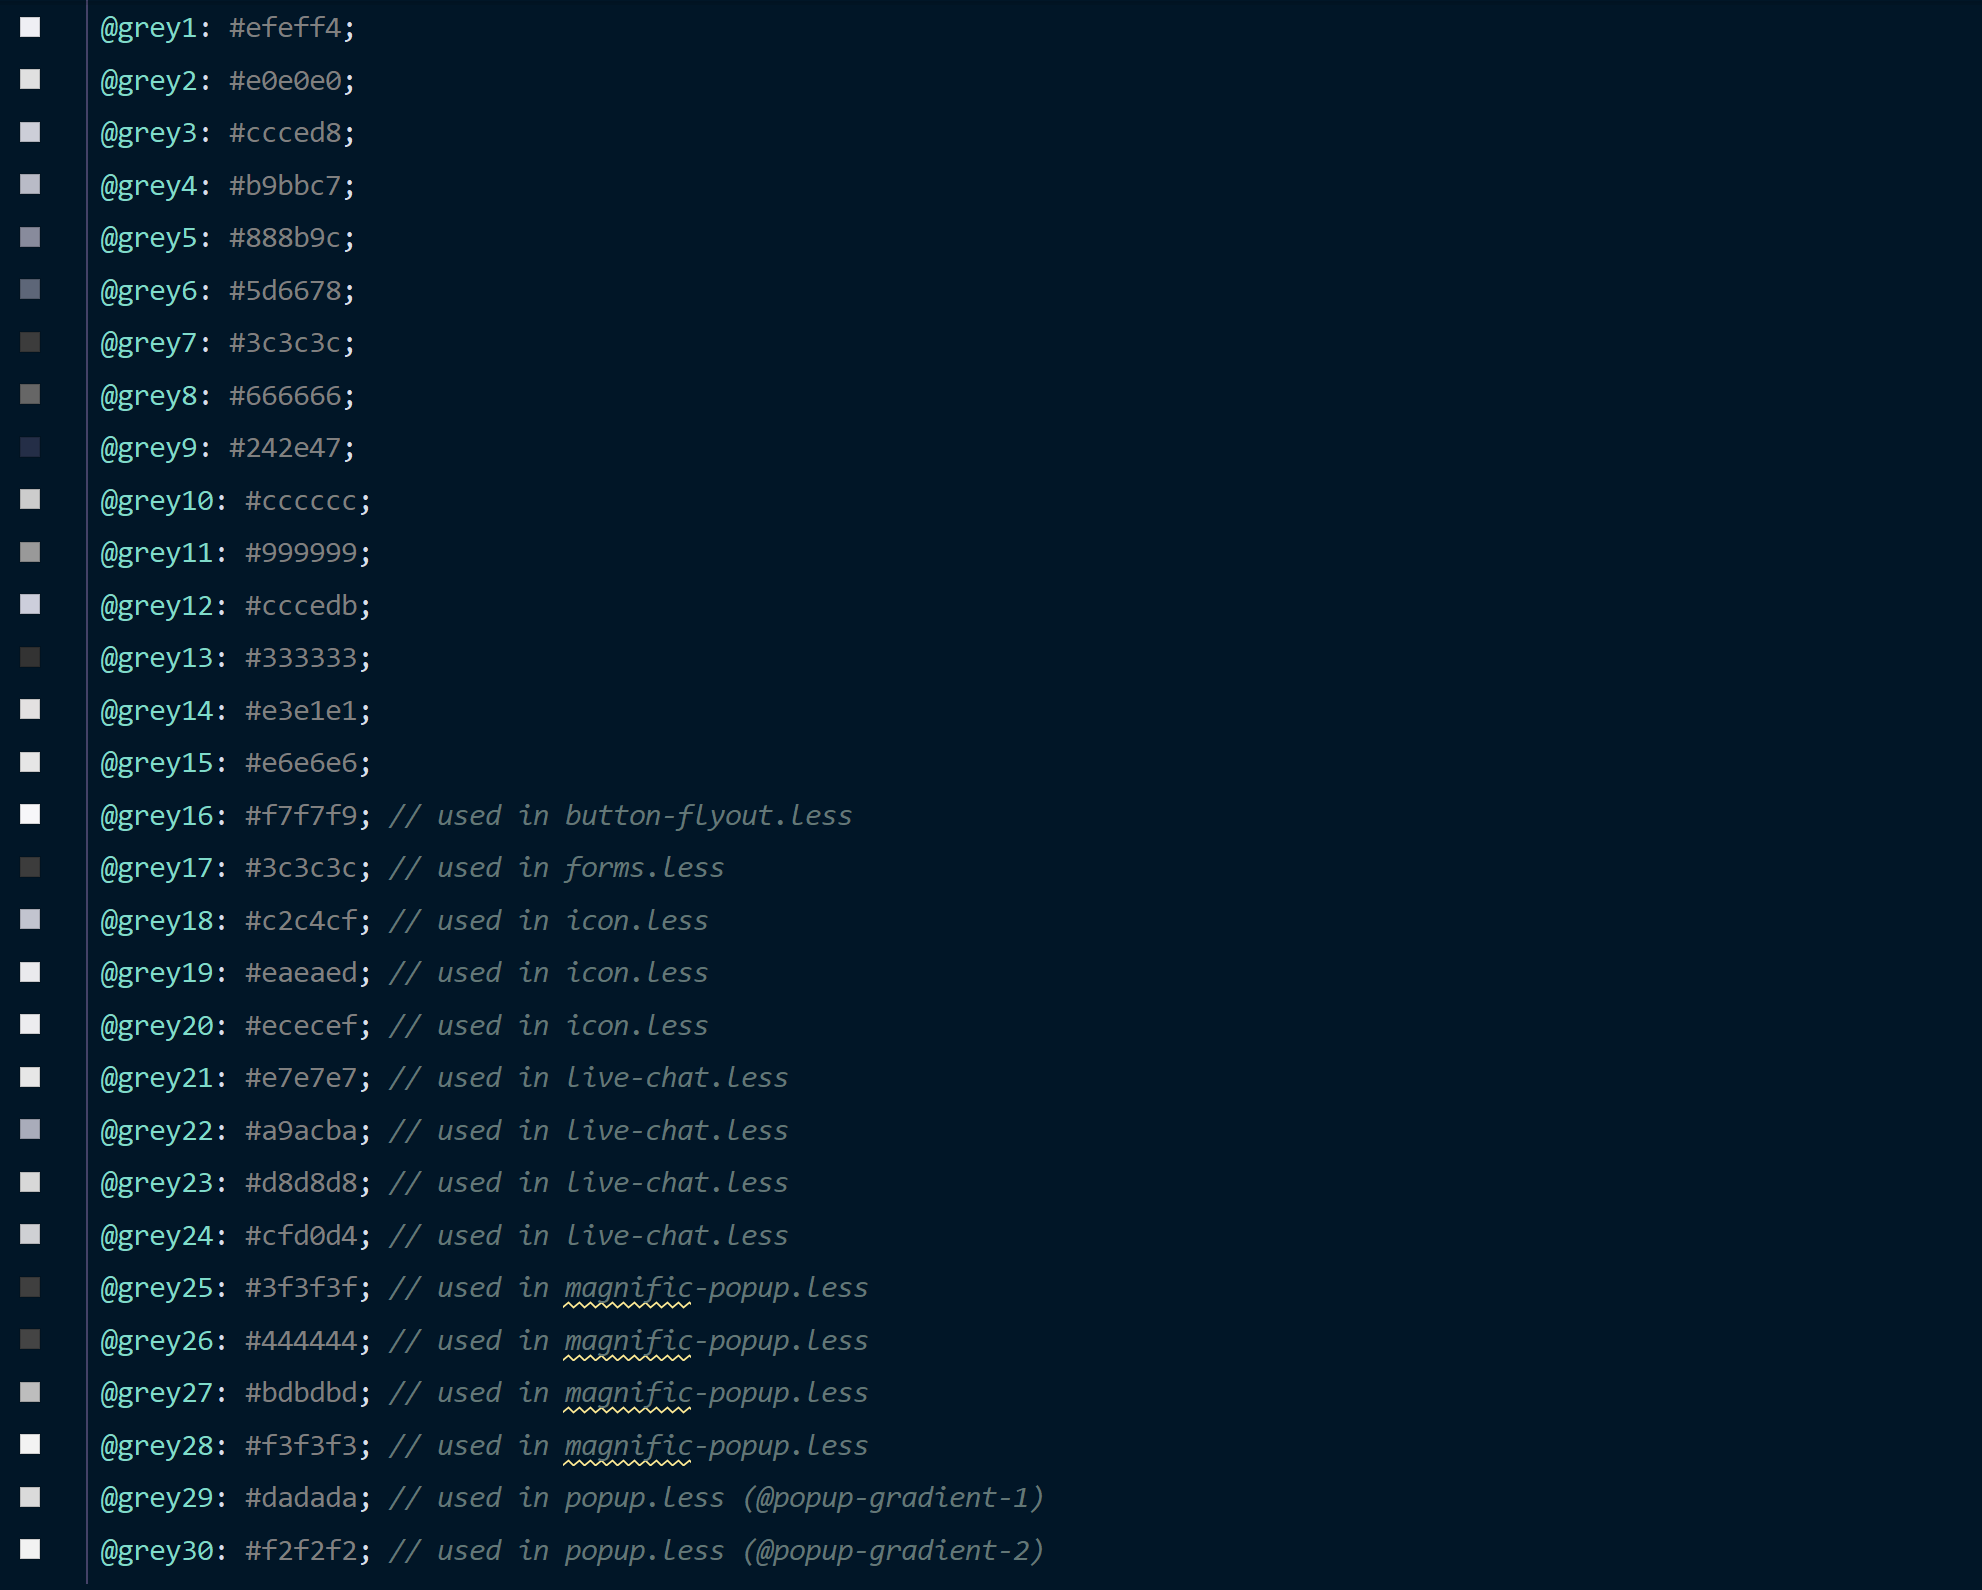 @grey1: #efeff4;
@grey2: #e0e0e0;
@grey3: #ccced8;
@grey4: #b9bbc7;
@grey5: #888b9c;
@grey6: #5d6678;
@grey7: #3c3c3c;
@grey8: #666666;
@grey9: #242e47;
@grey10: #cccccc;
@grey11: #999999;
@grey12: #cccedb;
@grey13: #333333;
@grey14: #e3e1e1;
@grey15: #e6e6e6;
@grey16: #f7f7f9; // used in button-flyout.less
@grey17: #3c3c3c; // used in forms.less
@grey18: #c2c4cf; // used in icon.less
@grey19: #eaeaed; // used in icon.less
@grey20: #ececef; // used in icon.less
@grey21: #e7e7e7; // used in live-chat.less
@grey22: #a9acba; // used in live-chat.less
@grey23: #d8d8d8; // used in live-chat.less
@grey24: #cfd0d4; // used in live-chat.less
@grey25: #3f3f3f; // used in magnific-popup.less
@grey26: #444444; // used in magnific-popup.less
@grey27: #bdbdbd; // used in magnific-popup.less
@grey28: #f3f3f3; // used in magnific-popup.less
@grey29: #dadada; // used in popup.less (@popup-gradient-1)
@grey30: #f2f2f2; // used in popup.less (@popup-gradient-2)